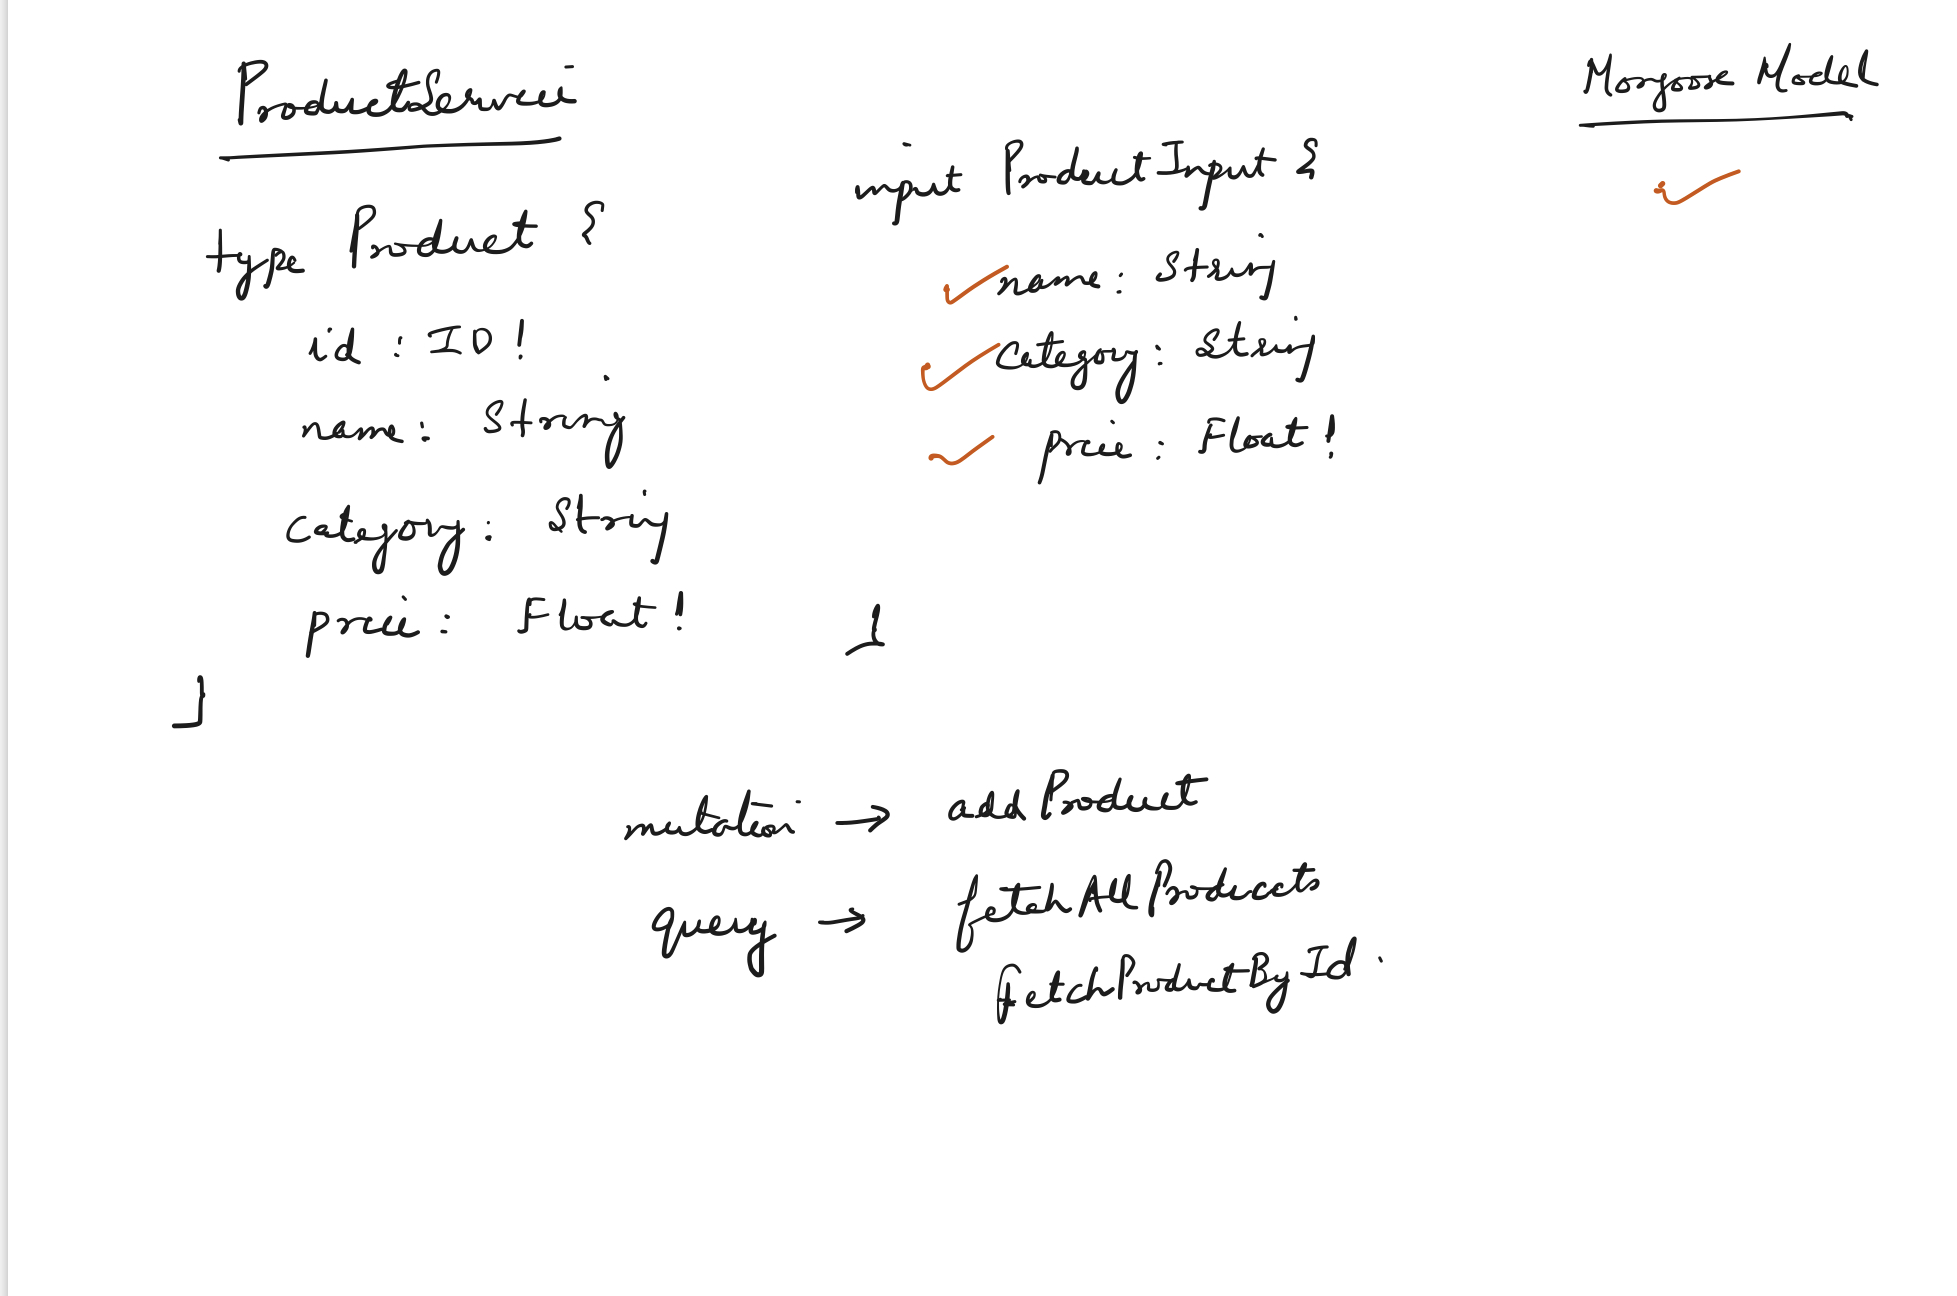 ProductService
type Product {
id : ID !
name : String
category : String
price : Float !
}
input ProductInput {
name : String
category : String
price : Float !
}
Mongoose Model
mutation → addProduct
query → fetchAllProducts
fetchProductById .